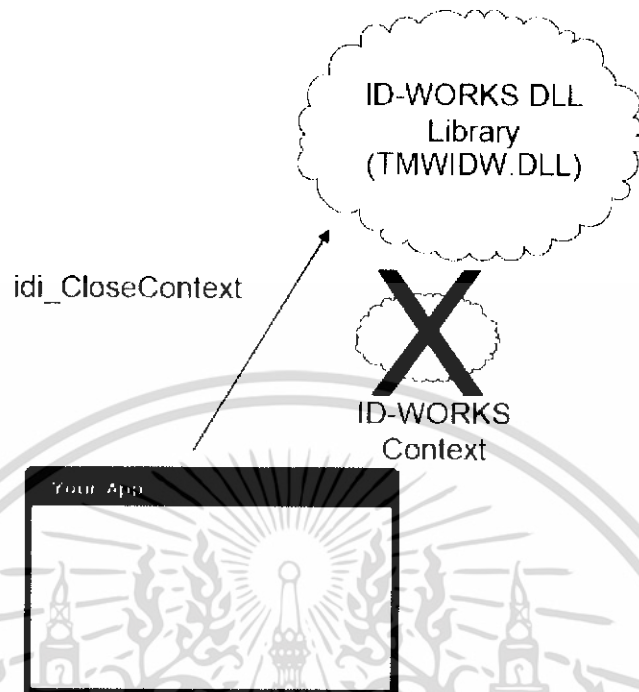 ID-WORKS DLL
Library
(TMWIDW.DLL)
idi_CloseContext
ID-WORKS
Context
Your App